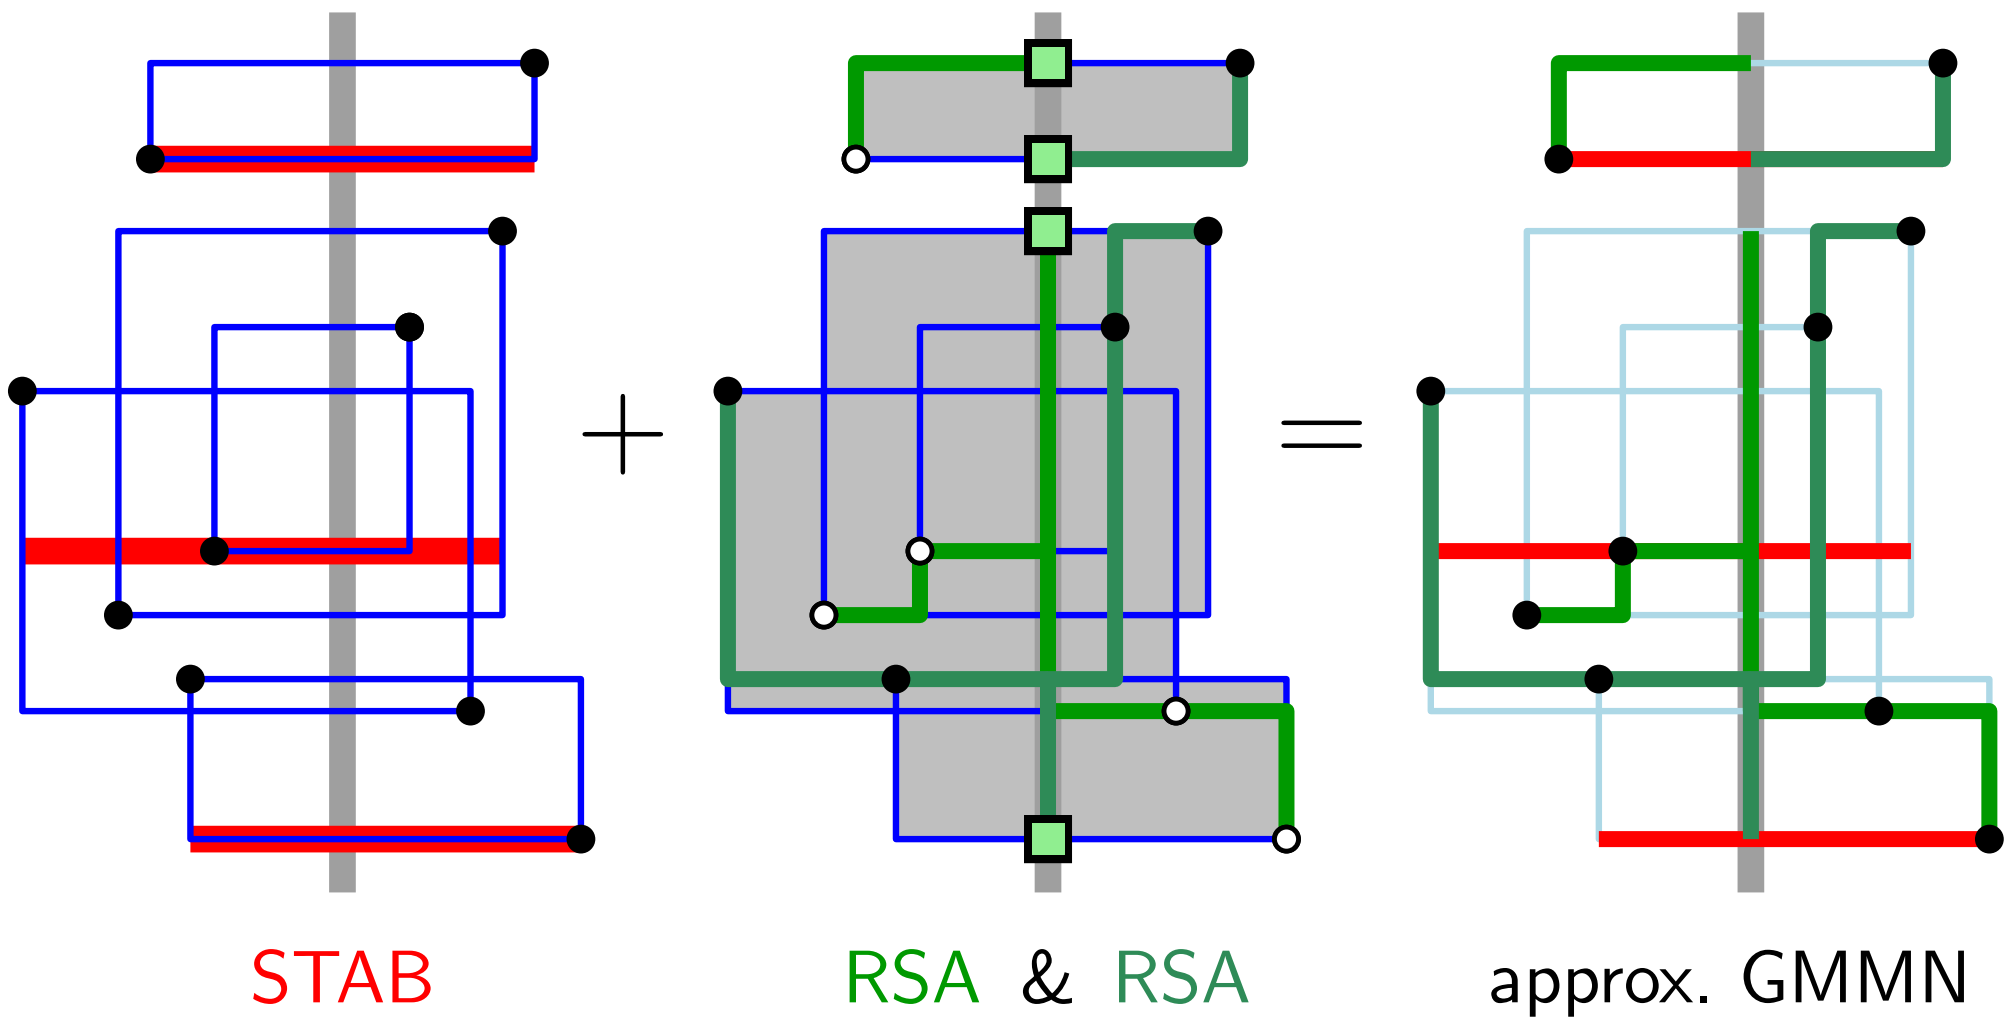 + =
STAB RSA & RSA approx. GMMN